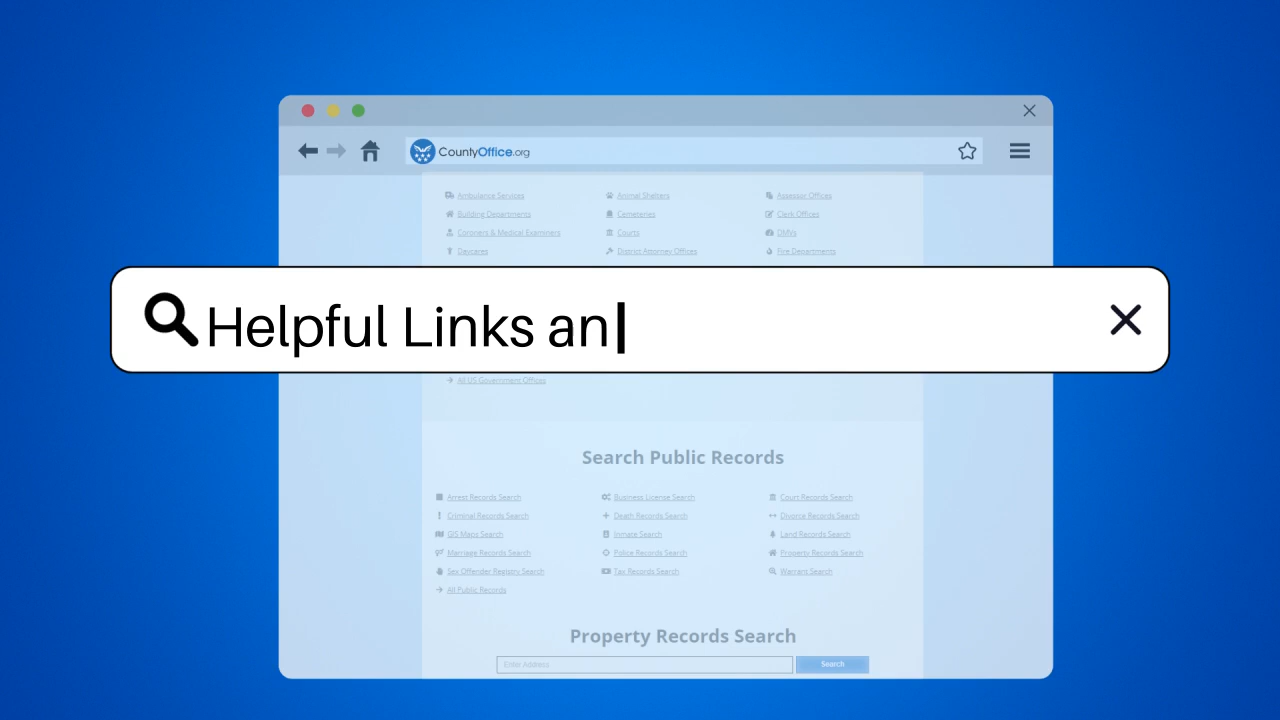 CountyOffice.org
Ambulance Services Animal Shelters Assessor Offices
Building Departments Cemeteries Clerk Offices
Coroners & Medical Examiners Courts DMVs
Daycares District Attorney Offices Fire Departments
Helpful Links an
All US Government Offices
Search Public Records
Arrest Records Search Business License Search Court Records Search
Criminal Records Search Death Records Search Divorce Records Search
GIS Maps Search Inmate Search Land Records Search
Marriage Records Search Police Records Search Property Records Search
Sex Offender Registry Search Tax Records Search Warrant Search
All Public Records
Property Records Search
Enter Address Search